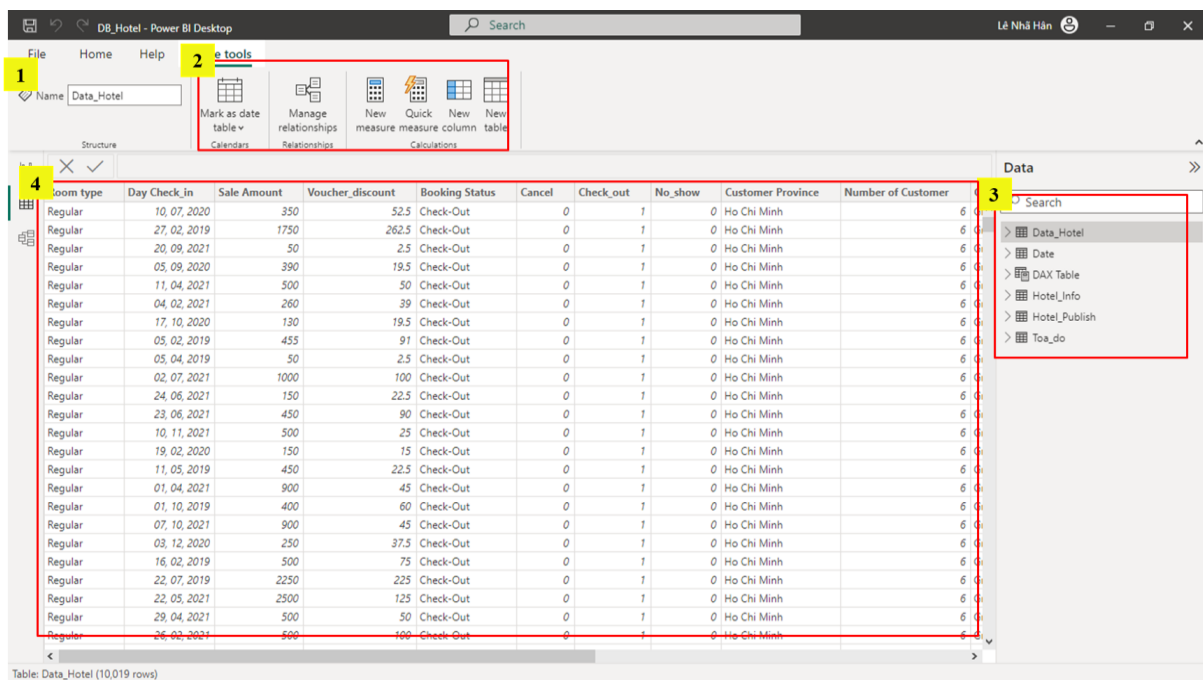 DB_Hotel - Power BI Desktop Search Lê Nhã Hân
File Home Help e tools
1 2
Name Data_Hotel
Mark as date table Manage relationships New measure Quick measure New column New table
Structure Calendars Relationships Calculations
Data
4 3
Room type Day Check_in Sale Amount Voucher_discount Booking Status Cancel Check_out No_show Customer Province Number of Customer
Search
Regular 10, 07, 2020 350 52.5 Check-Out 0 1 0 Ho Chi Minh 6
Regular 27, 02, 2019 1750 262.5 Check-Out 0 1 0 Ho Chi Minh 6
Regular 20, 09, 2021 50 2.5 Check-Out 0 1 0 Ho Chi Minh 6
Regular 05, 09, 2020 390 19.5 Check-Out 0 1 0 Ho Chi Minh 6
Regular 11, 04, 2021 500 50 Check-Out 0 1 0 Ho Chi Minh 6
Regular 04, 02, 2021 260 39 Check-Out 0 1 0 Ho Chi Minh 6
Regular 17, 10, 2020 130 19.5 Check-Out 0 1 0 Ho Chi Minh 6
Regular 05, 02, 2019 455 91 Check-Out 0 1 0 Ho Chi Minh 6
Regular 05, 04, 2019 50 2.5 Check-Out 0 1 0 Ho Chi Minh 6
Regular 02, 07, 2021 1000 100 Check-Out 0 1 0 Ho Chi Minh 6
Regular 24, 06, 2021 150 22.5 Check-Out 0 1 0 Ho Chi Minh 6
Regular 23, 06, 2021 450 90 Check-Out 0 1 0 Ho Chi Minh 6
Regular 10, 11, 2021 500 25 Check-Out 0 1 0 Ho Chi Minh 6
Regular 19, 02, 2020 150 15 Check-Out 0 1 0 Ho Chi Minh 6
Regular 11, 05, 2019 450 22.5 Check-Out 0 1 0 Ho Chi Minh 6
Regular 01, 04, 2021 900 45 Check-Out 0 1 0 Ho Chi Minh 6
Regular 01, 10, 2019 400 60 Check-Out 0 1 0 Ho Chi Minh 6
Regular 07, 10, 2021 900 45 Check-Out 0 1 0 Ho Chi Minh 6
Regular 03, 12, 2020 250 37.5 Check-Out 0 1 0 Ho Chi Minh 6
Regular 16, 02, 2019 500 75 Check-Out 0 1 0 Ho Chi Minh 6
Regular 22, 07, 2019 2250 225 Check-Out 0 1 0 Ho Chi Minh 6
Regular 22, 05, 2021 2500 125 Check-Out 0 1 0 Ho Chi Minh 6
Regular 29, 04, 2021 500 50 Check-Out 0 1 0 Ho Chi Minh 6
Regular 26, 02, 2021 500 100 Check-Out 0 1 0 Ho Chi Minh 6
Data_Hotel
Date
DAX Table
Hotel_Info
Hotel_Publish
Toa_do
Table: Data_Hotel (10,019 rows)